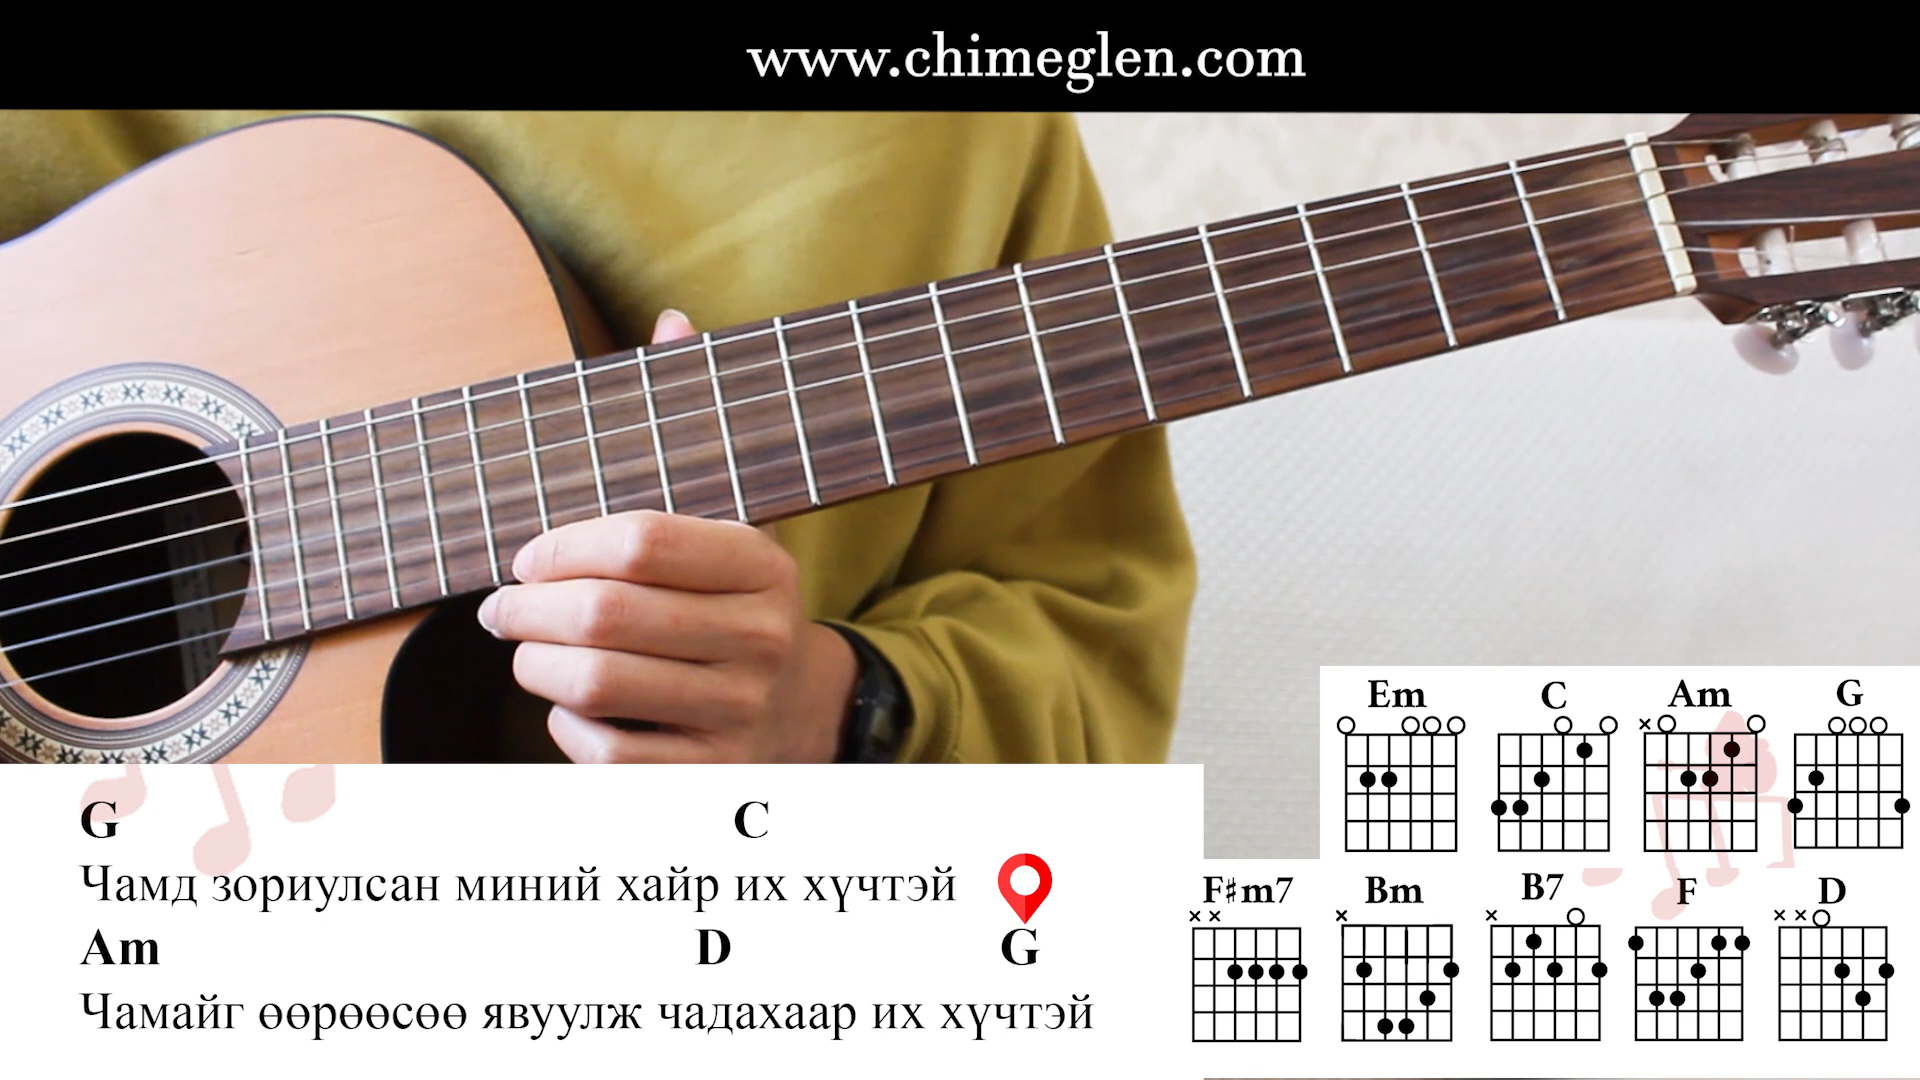 www.chimeglen.com
G C
Чамд зориулсан миний хайр их хүчтэй
Am D G
Чамайг өөрөөсөө явуулж чадахаар их хүчтэй
Em C Am G
F♯m7 Bm B7 F D